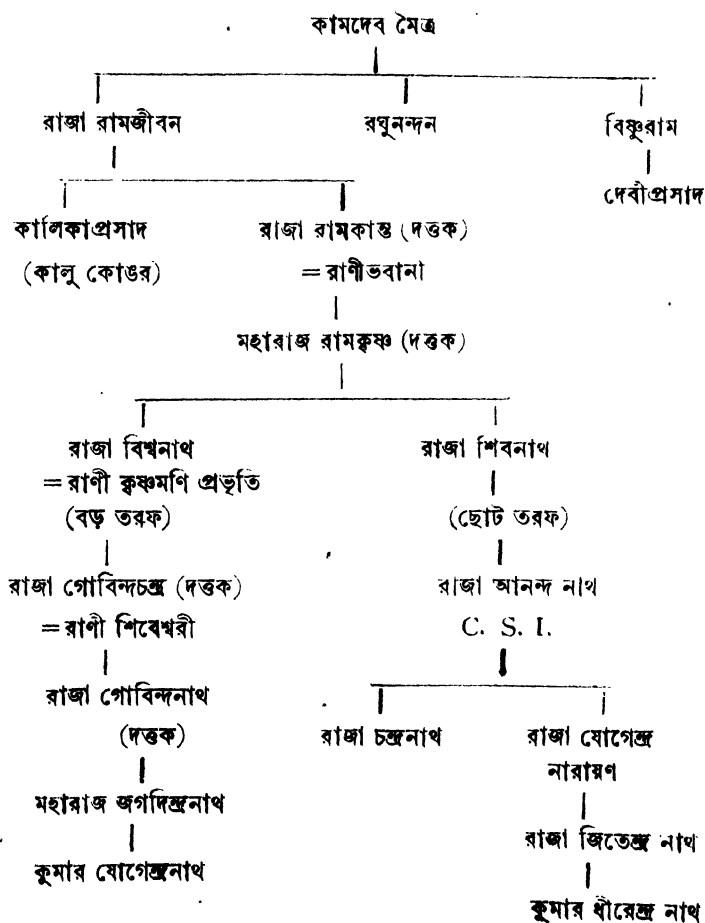 কামদেব মৈত্র
রাজা রামজীবন রঘুনন্দন বিষ্ণুরাম
দেবীপ্রসাদ
কালিকাপ্রসাদ রাজা রামকান্ত (দত্তক)
(কালু কোঙর) = রাণীভবানা
মহারাজ রামকৃষ্ণ (দত্তক)
রাজা বিশ্বনাথ রাজা শিবনাথ
= রাণী কৃষ্ণমণি প্রভৃতি
(বড় তরফ) (ছোট তরফ)
রাজা গোবিন্দচন্দ্র (দত্তক) রাজা আনন্দ নাথ
= রাণী শিবেশ্বরী C. S. I.
রাজা গোবিন্দনাথ
(দত্তক) রাজা চন্দ্রনাথ রাজা যোগেন্দ্র
নারায়ণ
মহারাজ জগদিন্দ্রনাথ
রাজা জিতেন্দ্র নাথ
কুমার যোগেন্দ্রনাথ
কুমার ধীরেন্দ্র নাথ